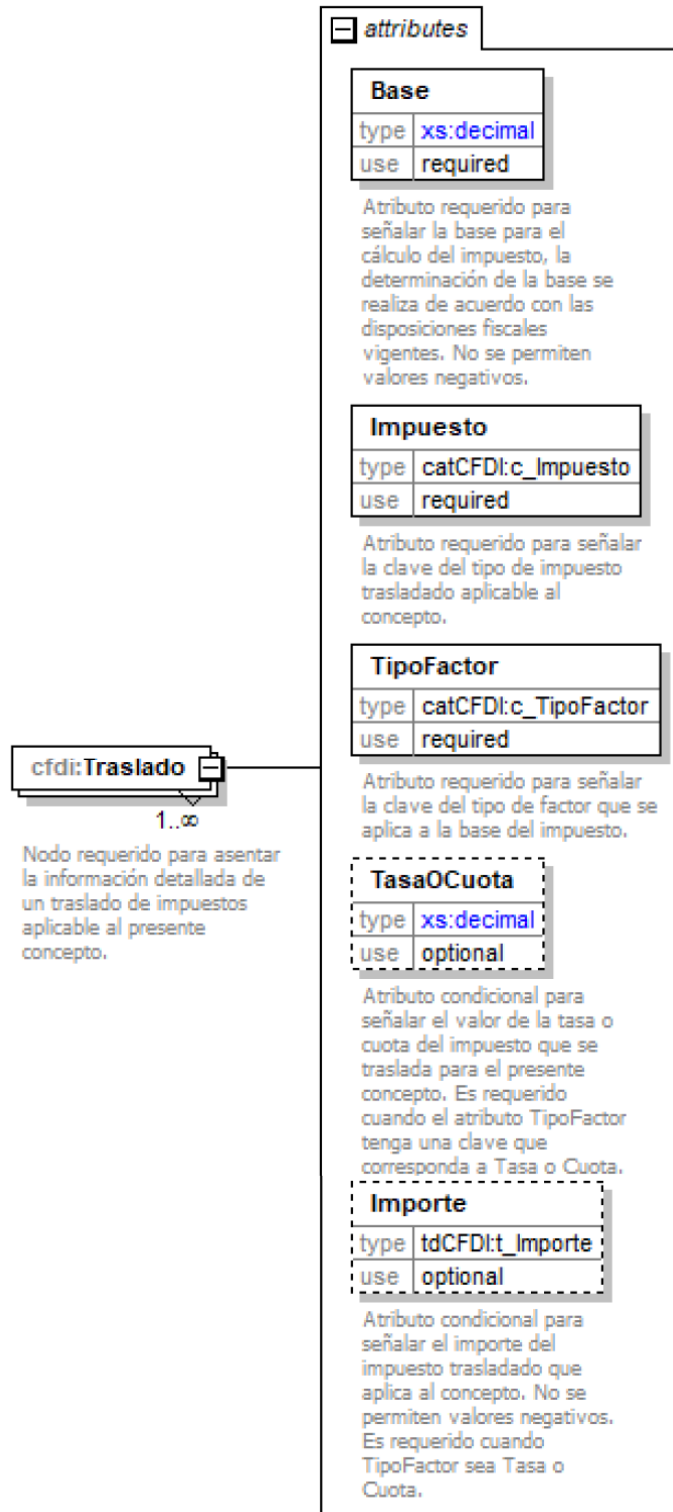 attributes
Base
type xs:decimal
use required
Atributo requerido para
señalar la base para el
cálculo del impuesto, la
determinación de la base se
realiza de acuerdo con las
disposiciones fiscales
vigentes. No se permiten
valores negativos.
Impuesto
type catCFDI:c_Impuesto
use required
Atributo requerido para señalar
la clave del tipo de impuesto
trasladado aplicable al
concepto.
TipoFactor
type catCFDI:c_TipoFactor
use required
Atributo requerido para señalar
la clave del tipo de factor que se
aplica a la base del impuesto.
cfdi:Traslado
1..∞
Nodo requerido para asentar
la información detallada de
un traslado de impuestos
aplicable al presente
concepto.
TasaOCuota
type xs:decimal
use optional
Atributo condicional para
señalar el valor de la tasa o
cuota del impuesto que se
traslada para el presente
concepto. Es requerido
cuando el atributo TipoFactor
tenga una clave que
corresponda a Tasa o Cuota.
Importe
type tdCFDI:t_Importe
use optional
Atributo condicional para
señalar el importe del
impuesto trasladado que
aplica al concepto. No se
permiten valores negativos.
Es requerido cuando
TipoFactor sea Tasa o
Cuota.